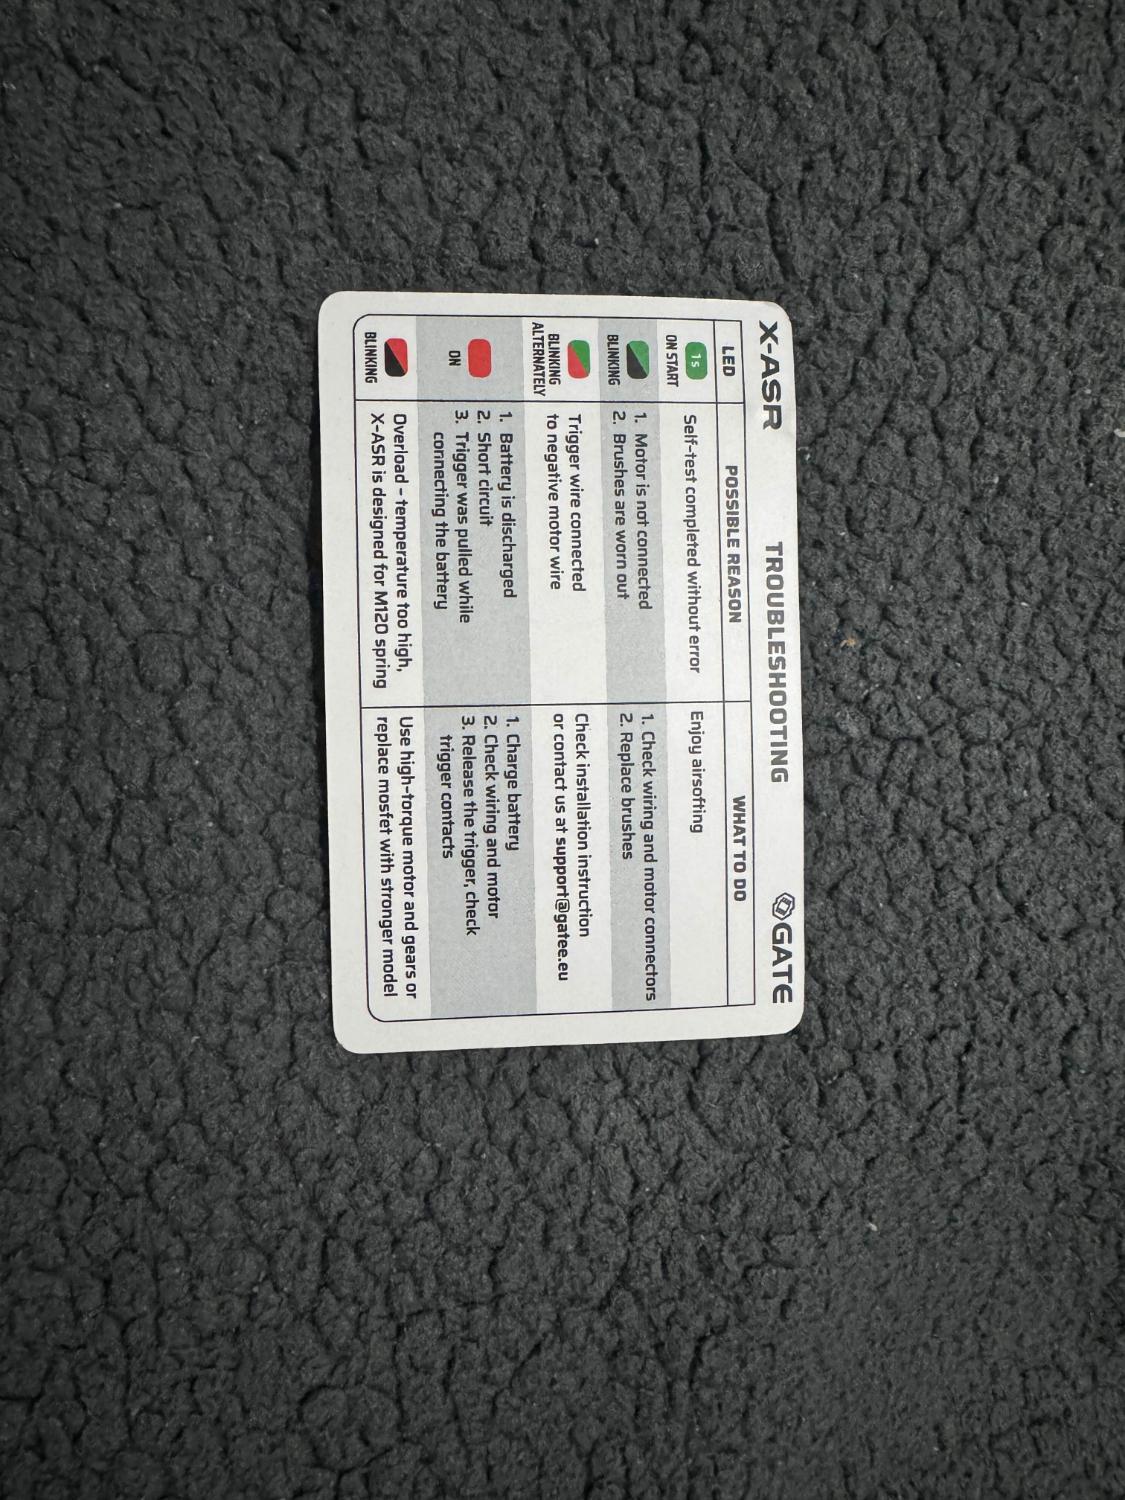 X-ASR TROUBLESHOOTING GATE
LED POSSIBLE REASON WHAT TO DO
1s
ON START
Self-test completed without error
Enjoy airsofting
BLINKING
1. Motor is not connected
2. Brushes are worn out
1. Check wiring and motor connectors
2. Replace brushes
BLINKING
ALTERNATELY
Trigger wire connected
to negative motor wire
Check installation instruction
or contact us at support@gatee.eu
ON
1. Battery is discharged
2. Short circuit
3. Trigger was pulled while
connecting the battery
1. Charge battery
2. Check wiring and motor
3. Release the trigger, check
trigger contacts
BLINKING
Overload - temperature too high,
X-ASR is designed for M120 spring
Use high-torque motor and gears or
replace mosfet with stronger model